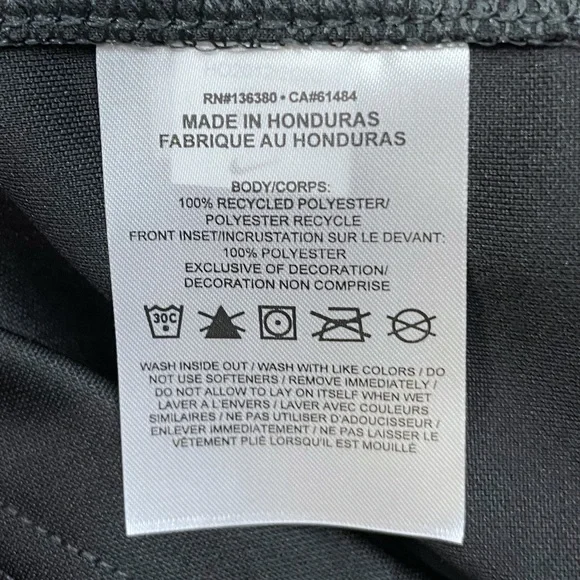 RN#136380 • CA#61484
MADE IN HONDURAS
FABRIQUE AU HONDURAS
BODY/CORPS:
100% RECYCLED POLYESTER/
POLYESTER RECYCLE
FRONT INSET/INCRUSTATION SUR LE DEVANT:
100% POLYESTER
EXCLUSIVE OF DECORATION/
DECORATION NON COMPRISE
30C
WASH INSIDE OUT / WASH WITH LIKE COLORS / DO
NOT USE SOFTENERS / REMOVE IMMEDIATELY /
DO NOT ALLOW TO LAY ON ITSELF WHEN WET
LAVER A L'ENVERS / LAVER AVEC COULEURS
SIMILAIRES / NE PAS UTILISER D'ADOUCISSEUR /
ENLEVER IMMÉDIATEMENT / NE PAS LAISSER LE
VÊTEMENT PLIÉ LORSQU'IL EST MOUILLÉ